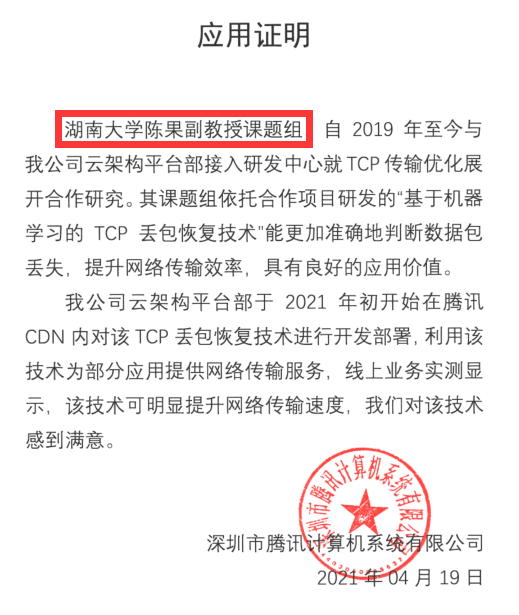 应用证明
湖南大学陈果副教授课题组 自 2019 年至今与
我公司云架构平台部接入研发中心就TCP传输优化展
开合作研究。其课题组依托合作项目研发的“基于机器
学习的 TCP 丢包恢复技术”能更加准确地判断数据包
丢失，提升网络传输效率，具有良好的应用价值。
我公司云架构平台部于 2021 年初开始在腾讯
CDN 内对该TCP丢包恢复技术进行开发部署,利用该
技术为部分应用提供网络传输服务，线上业务实测显
示，该技术可明显提升网络传输速度，我们对该技术
感到满意。
深圳市腾讯计算机系统有限公司
深圳市腾讯计算机系统有限公司
2021 年 04 月 19 日